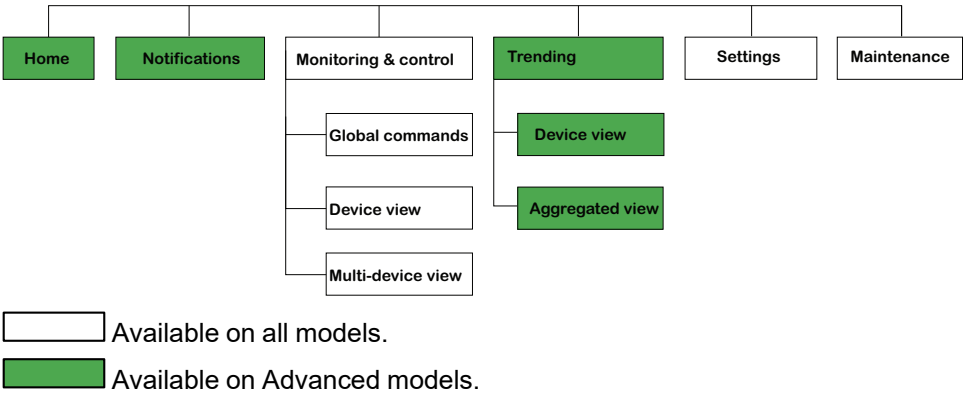 Home
Notifications
Monitoring & control
Trending
Settings
Maintenance
Global commands
Device view
Device view
Aggregated view
Multi-device view
Available on all models.
Available on Advanced models.